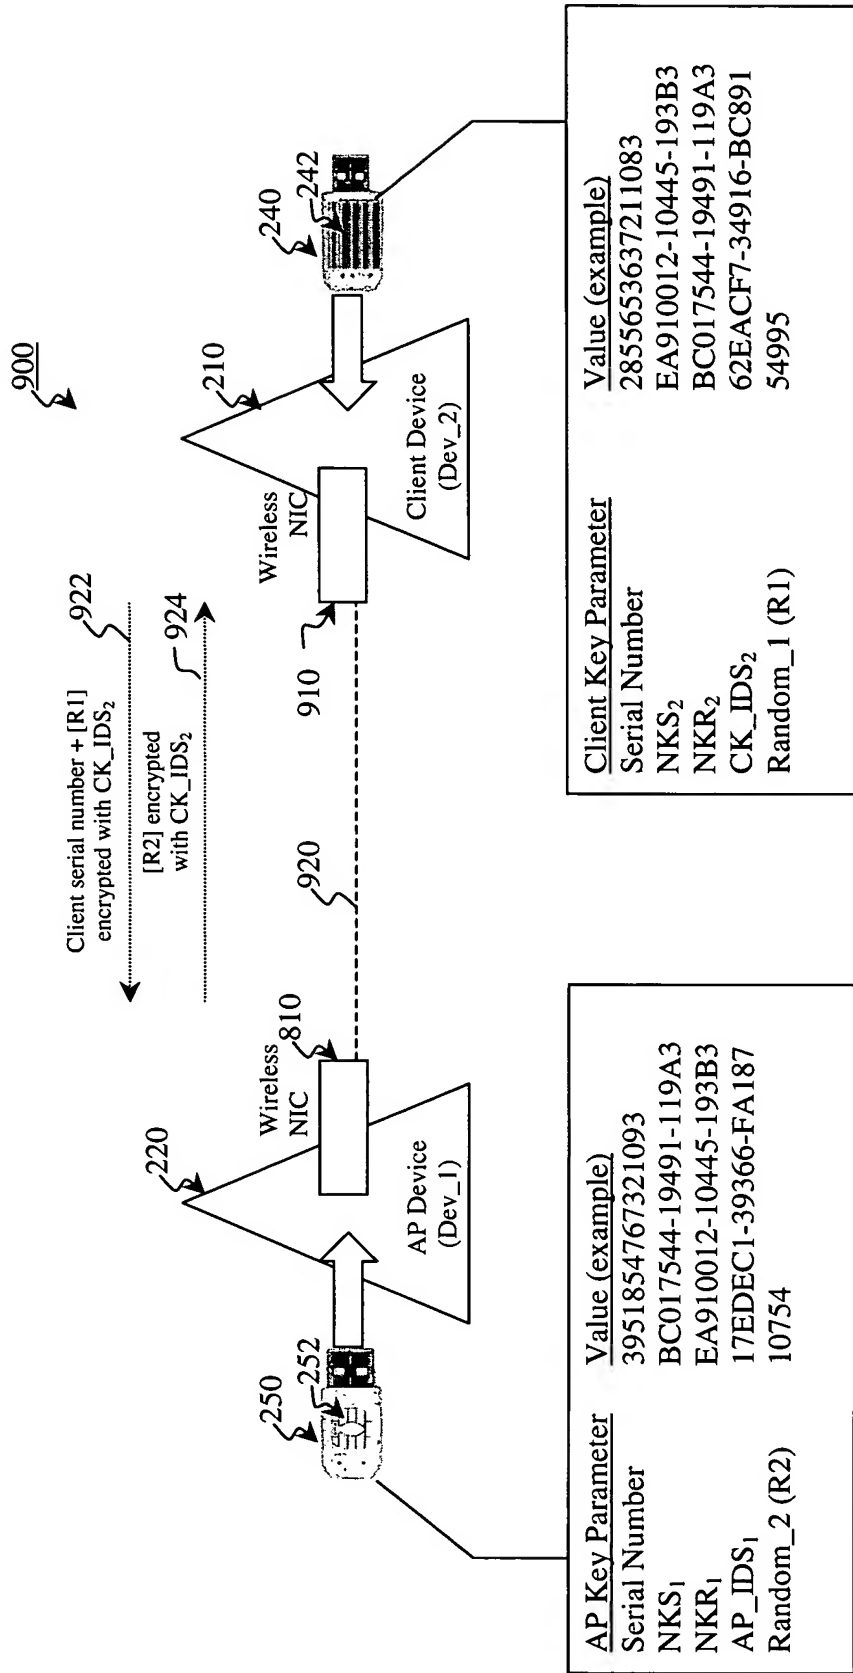 900
Client serial number + [R1]
encrypted with CK_IDS2
922
[R2] encrypted
with CK_IDS2
924
220
250
252
AP Device
(Dev_1)
Wireless
NIC
810
920
910
Wireless
NIC
210
Client Device
(Dev_2)
240
242
AP Key Parameter Value (example)
Serial Number 3951854767321093
NKS1 BC017544-19491-119A3
NKR1 EA910012-10445-193B3
AP_IDS1 17EDEC1-39366-FA187
Random_2 (R2) 10754
Client Key Parameter Value (example)
Serial Number 2855653637211083
NKS2 EA910012-10445-193B3
NKR2 BC017544-19491-119A3
CK_IDS2 62EACF7-34916-BC891
Random_1 (R1) 54995